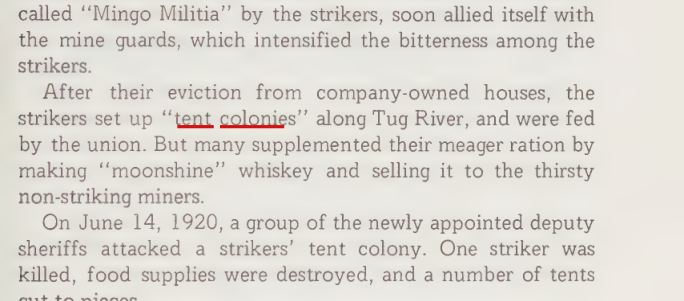 called “Mingo Militia” by the strikers, soon allied itself with
the mine guards, which intensified the bitterness among the
strikers.
After their eviction from company-owned houses, the
strikers set up “tent colonies” along Tug River, and were fed
by the union. But many supplemented their meager ration by
making “moonshine” whiskey and selling it to the thirsty
non-striking miners.
On June 14, 1920, a group of the newly appointed deputy
sheriffs attacked a strikers’ tent colony. One striker was
killed, food supplies were destroyed, and a number of tents
cut to pieces.